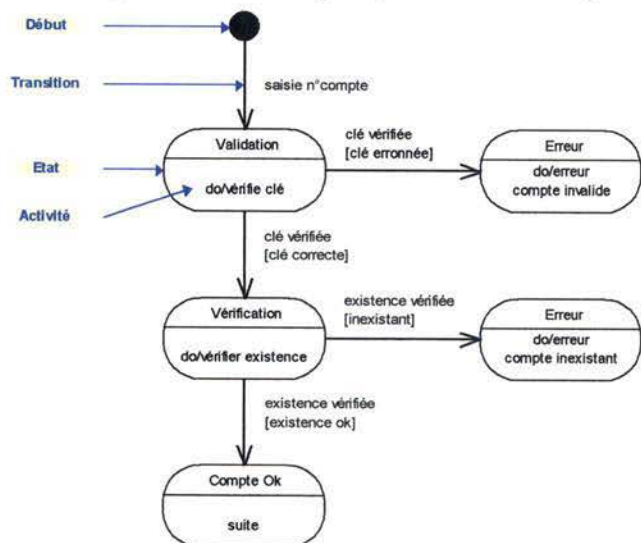 Début
Transition
saisie n°compte
Validation
do/vérifie clé
Etat
Activité
clé vérifiée
[clé erronnée]
Erreur
do/erreur
compte invalide
clé vérifiée
[clé correcte]
Vérification
do/vérifier existence
existence vérifiée
[inexistant]
Erreur
do/erreur
compte inexistant
existence vérifiée
[existence ok]
Compte Ok
suite